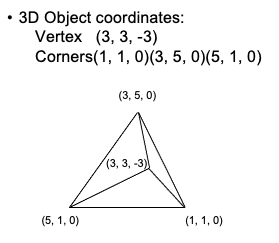 • 3D Object coordinates:
Vertex (3, 3, -3)
Corners(1, 1, 0)(3, 5, 0)(5, 1, 0)
(3, 5, 0)
(3, 3, -3)
(5, 1, 0)
(1, 1, 0)